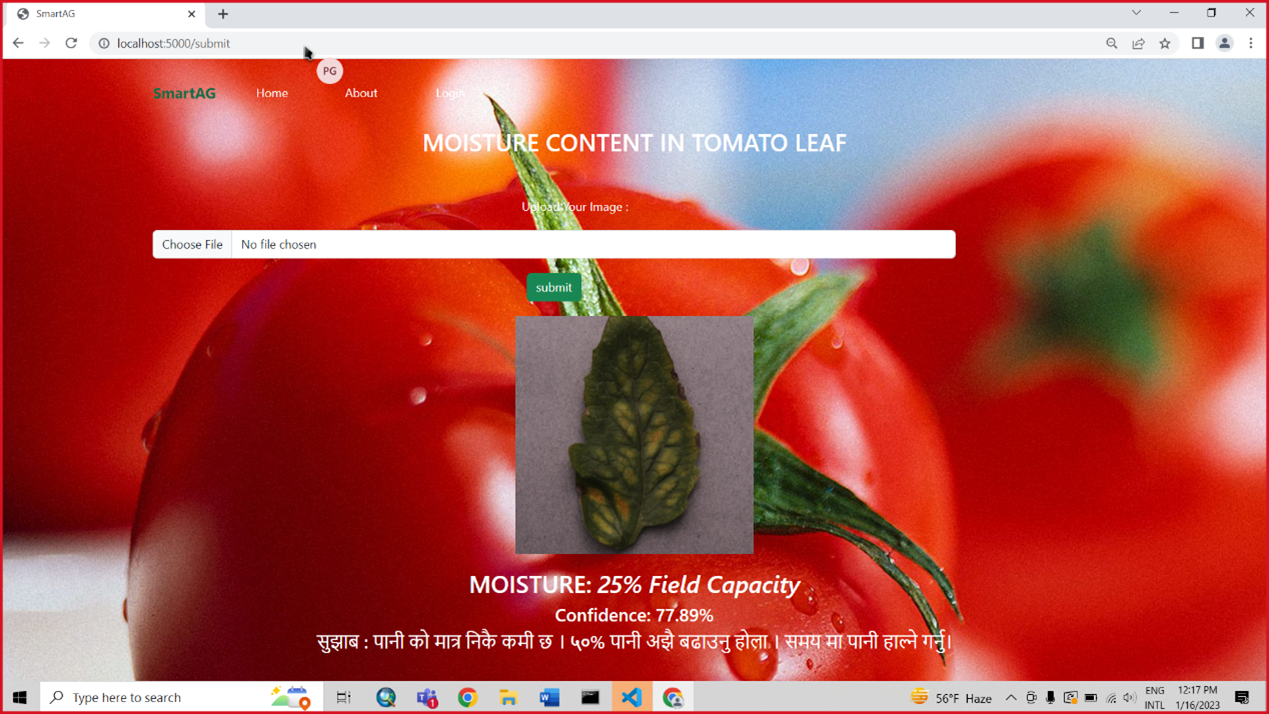 SmartAG
localhost:5000/submit
PG
SmartAG Home About Login
MOISTURE CONTENT IN TOMATO LEAF
Upload Your Image :
Choose File No file chosen
submit
MOISTURE: 25% Field Capacity
Confidence: 77.89%
सुझाब : पानी को मात्र निकै कमी छ । ५०% पानी अझै बढाउनु होला । समय मा पानी हाल्ने गर्नु।
Type here to search
1
56°F Haze
ENG
INTL
12:17 PM
1/16/2023